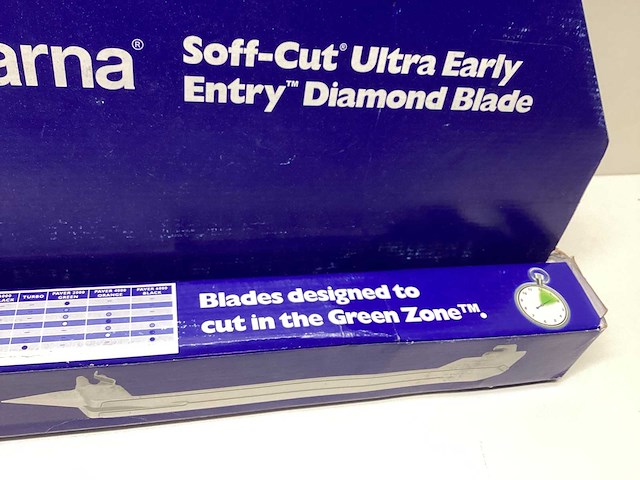 arna®
Soff-Cut® Ultra Early
Entry™ Diamond Blade
TURBO
PAVER 2000
GREEN
PAVER 4000
ORANGE
PAVER 6000
BLACK
Blades designed to
cut in the Green Zone™.